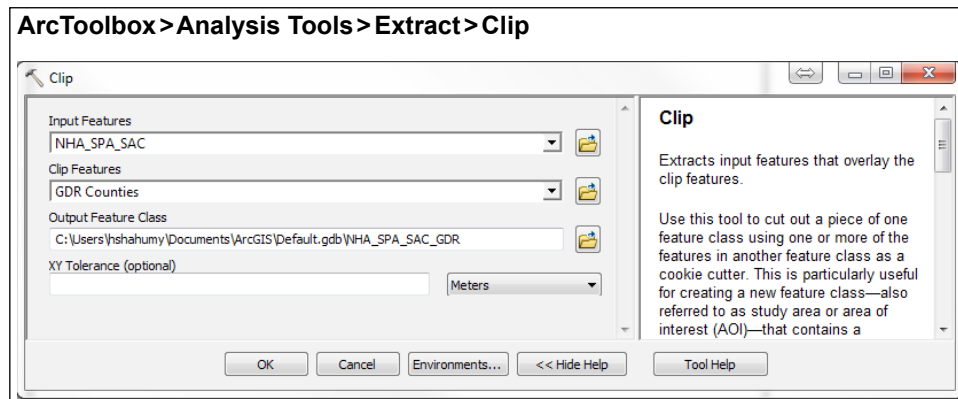 ArcToolbox>Analysis Tools>Extract>Clip
Clip
Input Features
NHA_SPA_SAC
Clip Features
GDR Counties
Output Feature Class
C:\Users\hshahumy\Documents\ArcGIS\Default.gdb\NHA_SPA_SAC_GDR
XY Tolerance (optional)
Meters
Clip
Extracts input features that overlay the
clip features.
Use this tool to cut out a piece of one
feature class using one or more of the
features in another feature class as a
cookie cutter. This is particularly useful
for creating a new feature class—also
referred to as study area or area of
interest (AOI)—that contains a
OK
Cancel
Environments...
<< Hide Help
Tool Help